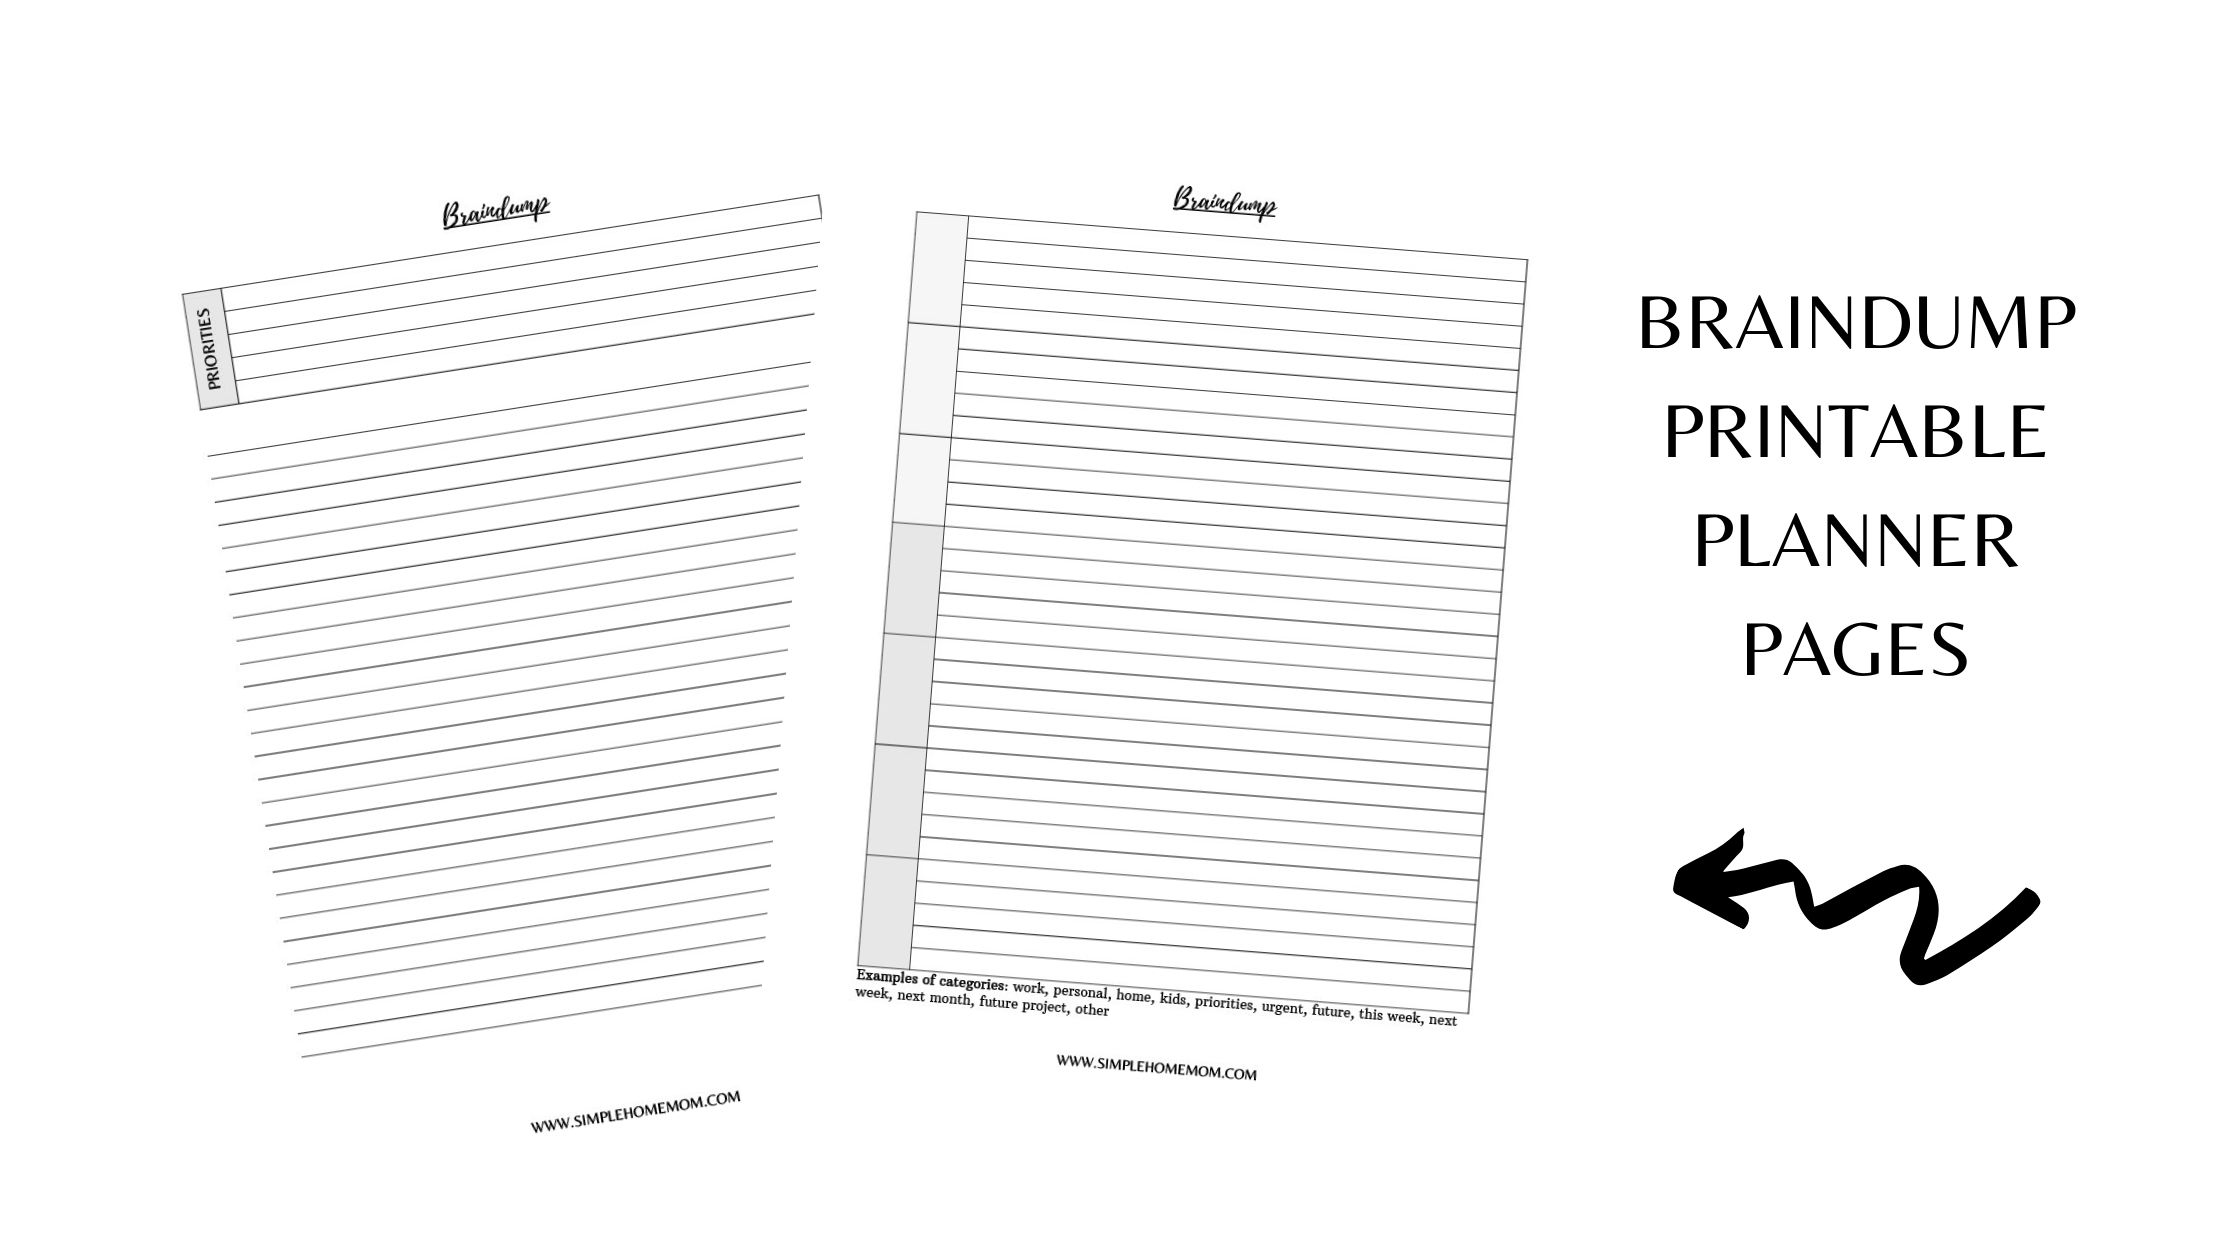 Braindump
PRIORITIES
WWW.SIMPLEHOMEMOM.COM
Braindump
Examples of categories: work, personal, home, kids, priorities, urgent, future, this week, next
week, next month, future project, other
WWW.SIMPLEHOMEMOM.COM
BRAINDUMP
PRINTABLE
PLANNER
PAGES